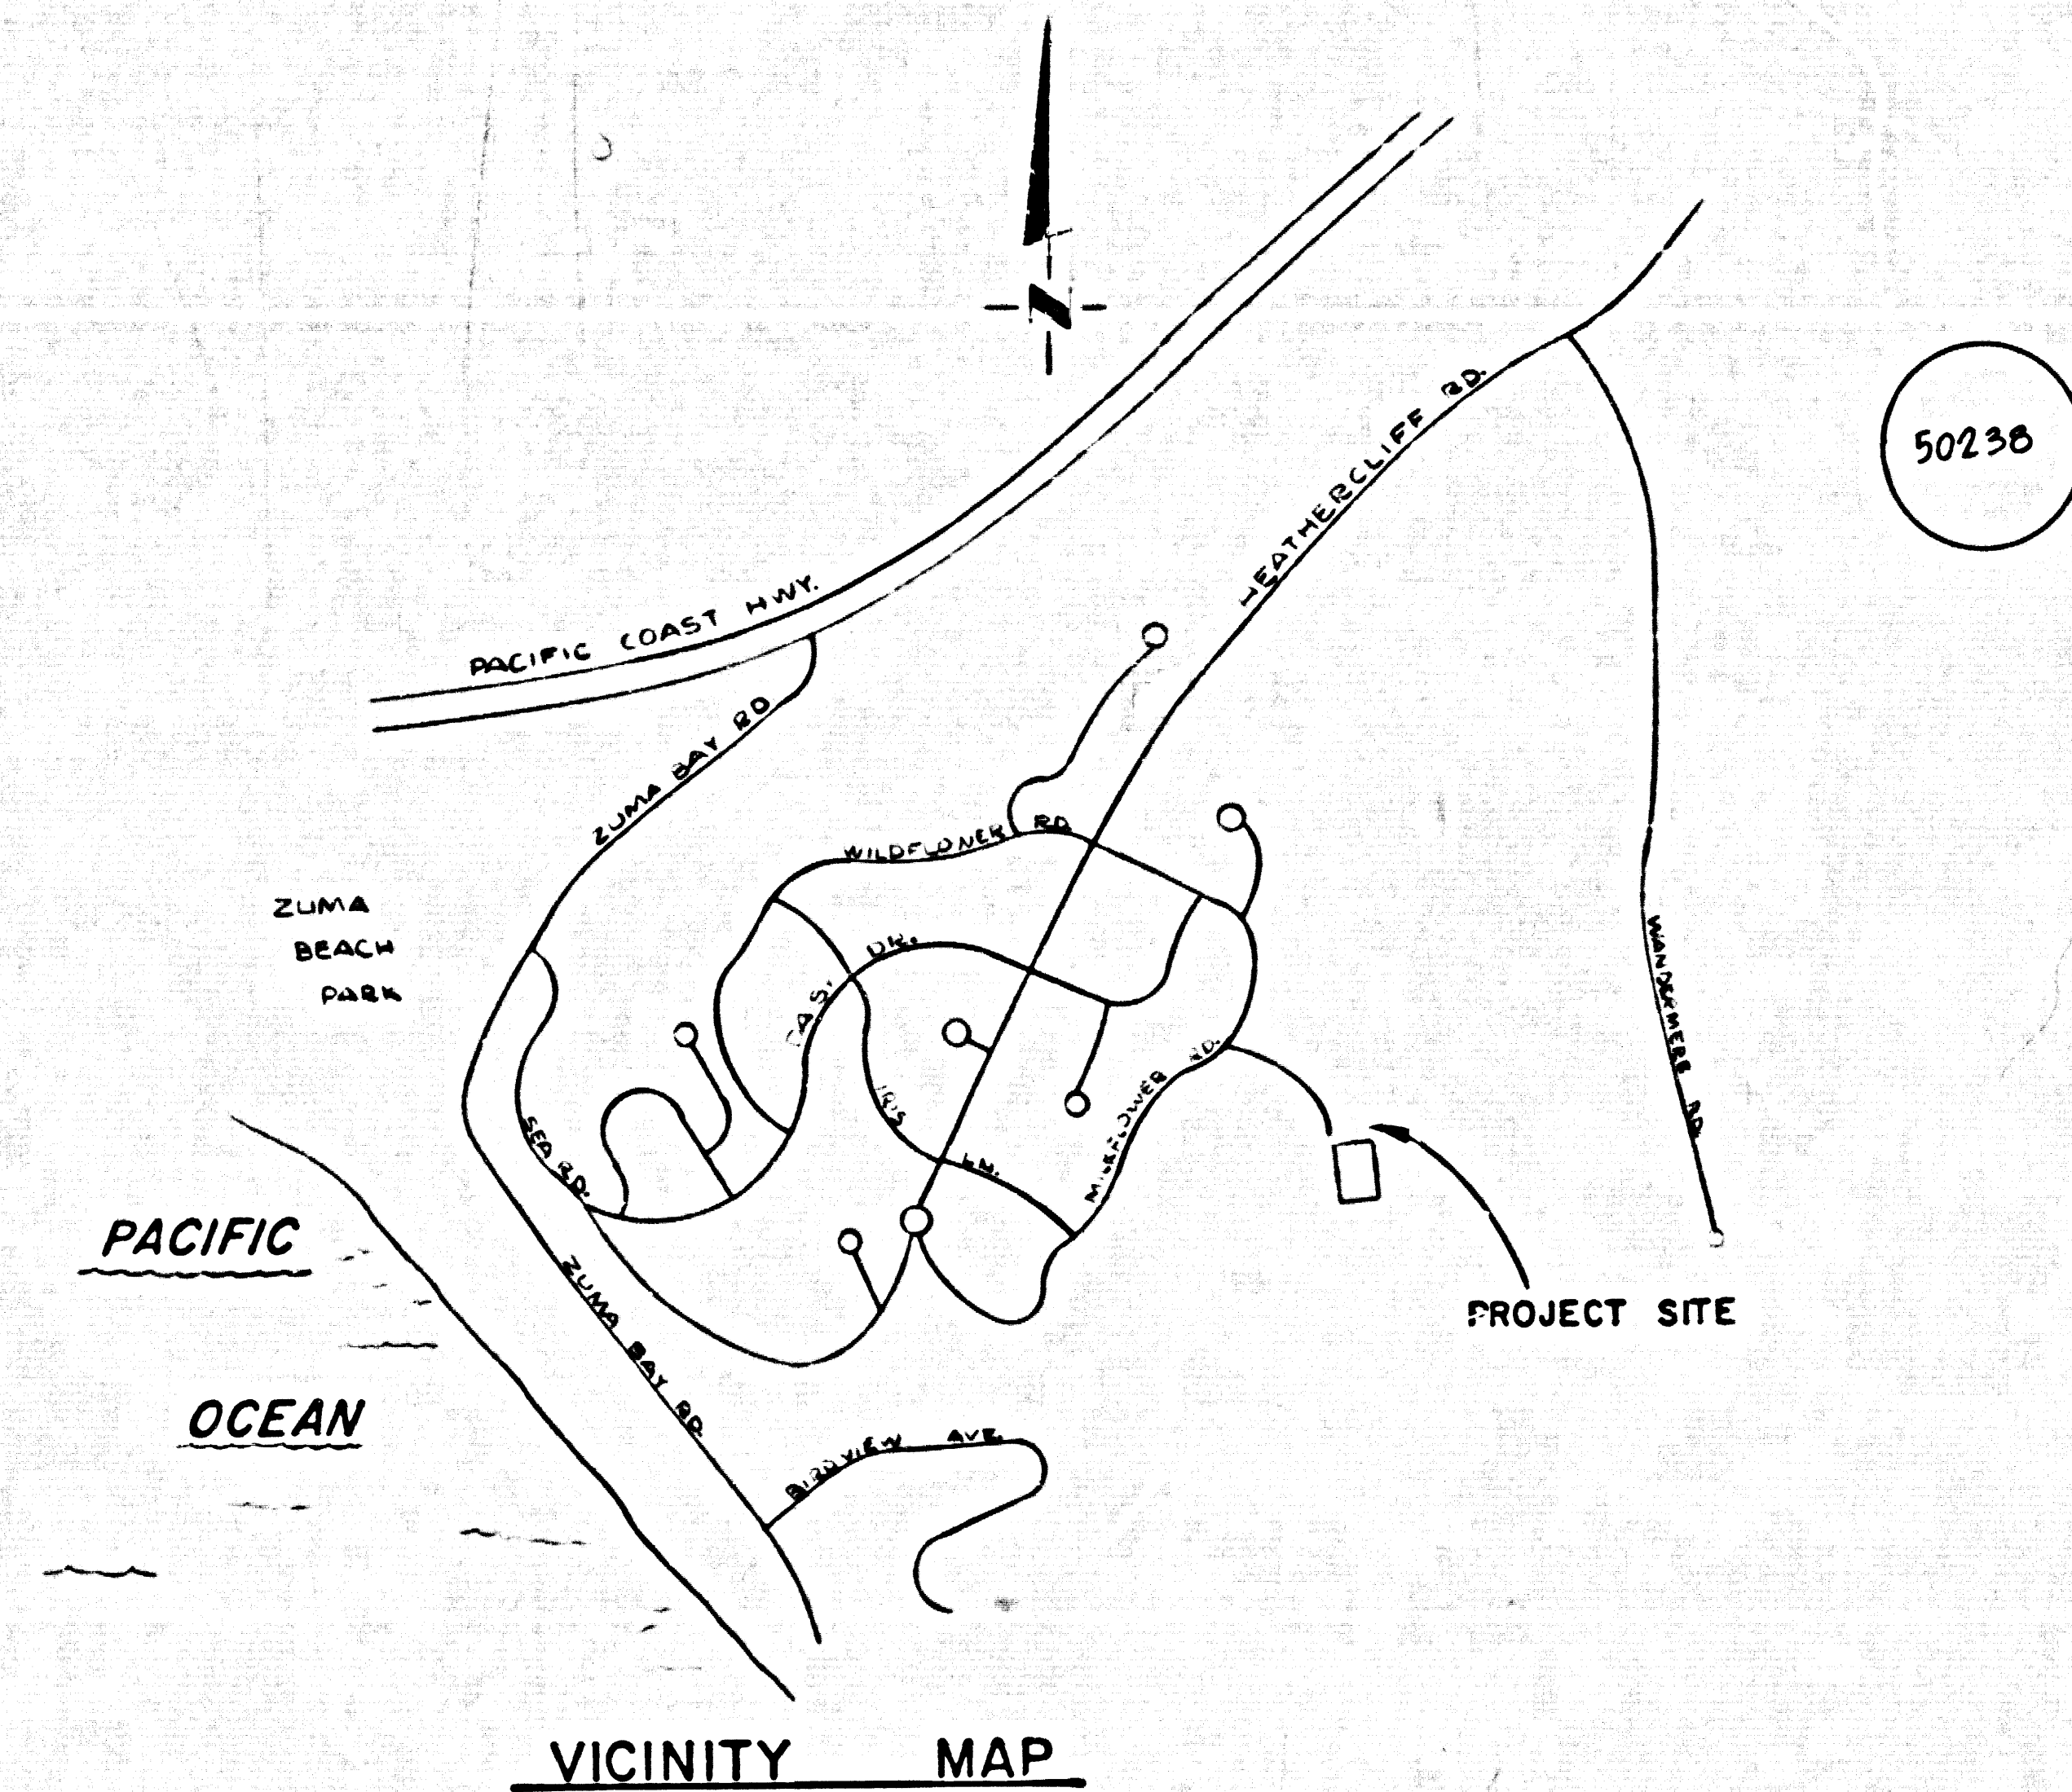 N
50238
HEATHERCLIFF RD.
PACIFIC COAST HWY.
ZUMA BAY RD
WILDFLOWER RD.
ZUMA
BEACH
PARK
DR.
WANDERMERE RD.
IRIS LN.
RD.
SEA RD.
PACIFIC
ZUMA BAY RD.
PROJECT SITE
OCEAN
BIRDVIEW AVE.
VICINITY MAP